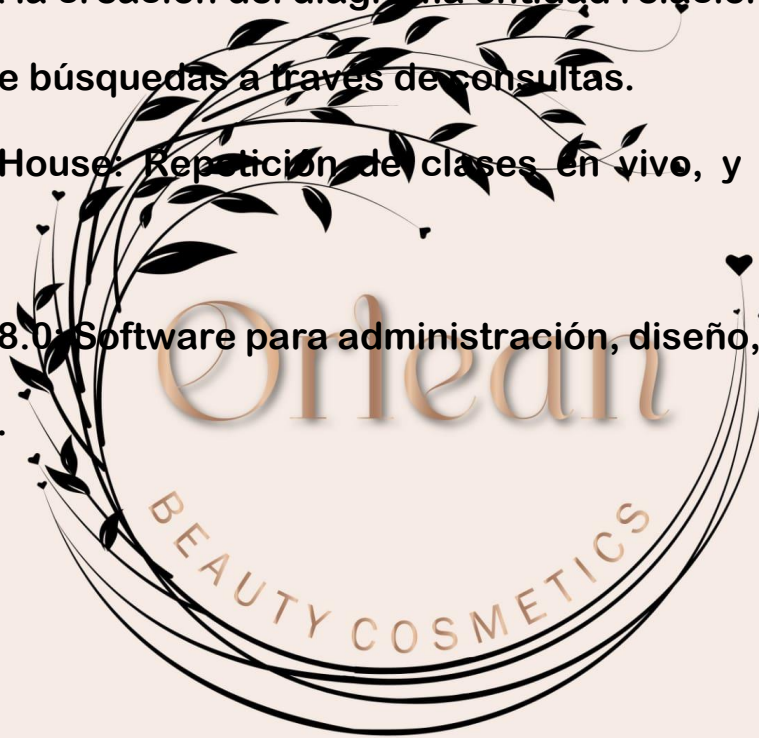 e búsquedas a través de consultas.
House: Repetición de clases en vivo, y
8.0: Software para administración, diseño,
.
Orlean
BEAUTY COSMETICS